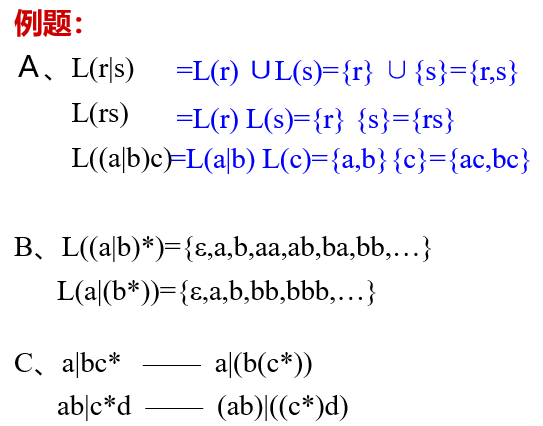 例题：
A、L(r|s) =L(r) ∪L(s)={r} ∪{s}={r,s}
L(rs) =L(r) L(s)={r} {s}={rs}
L((a|b)c)=L(a|b) L(c)={a,b}{c}={ac,bc}
B、L((a|b)*)={ε,a,b,aa,ab,ba,bb,…}
L(a|(b*))={ε,a,b,bb,bbb,…}
C、a|bc* —— a|(b(c*))
ab|c*d —— (ab)|((c*)d)